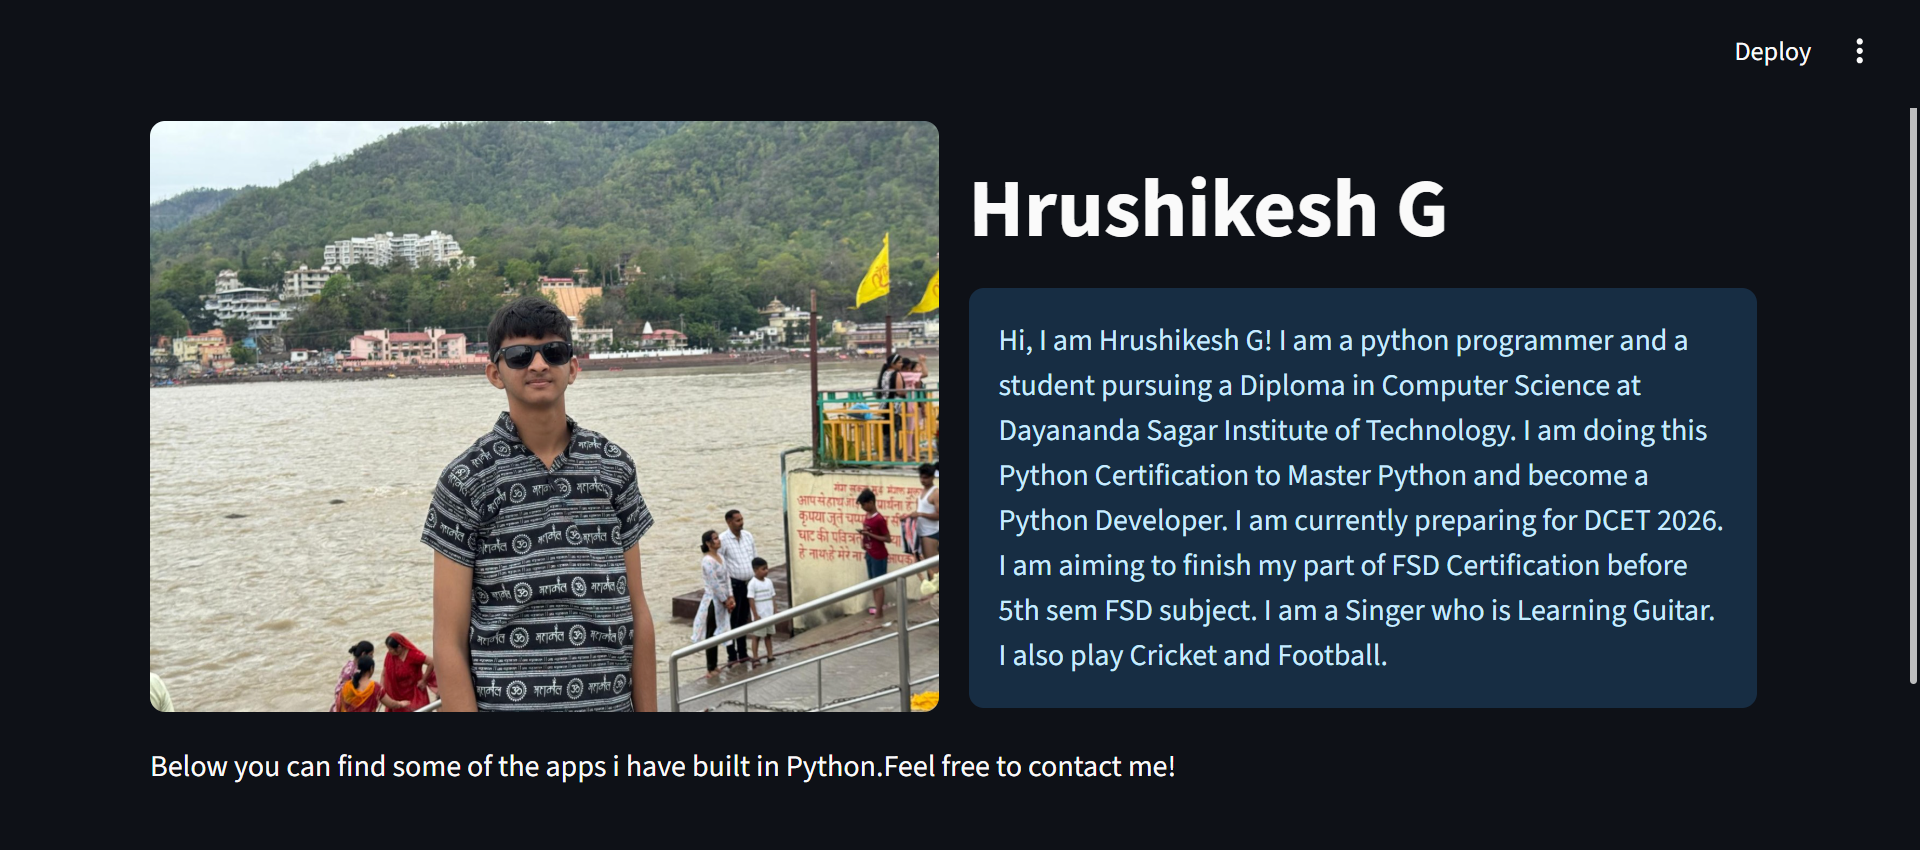 Deploy
Hrushikesh G
Hi, I am Hrushikesh G! I am a python programmer and a
student pursuing a Diploma in Computer Science at
Dayananda Sagar Institute of Technology. I am doing this
Python Certification to Master Python and become a
Python Developer. I am currently preparing for DCET 2026.
I am aiming to finish my part of FSD Certification before
5th sem FSD subject. I am a Singer who is Learning Guitar.
I also play Cricket and Football.
आप से हाथ जोड़
कृपया जूते चप्प
घाट की पवित्र
Below you can find some of the apps i have built in Python.Feel free to contact me!